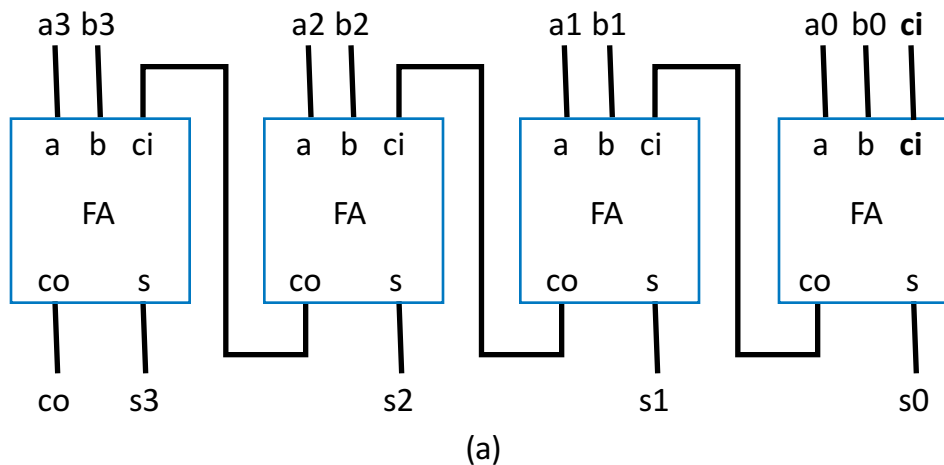 a3 b3 a2 b2 a1 b1 a0 b0 ci
a b ci a b ci a b ci a b ci
FA FA FA FA
co s co s co s co s
co s3 s2 s1 s0
(a)